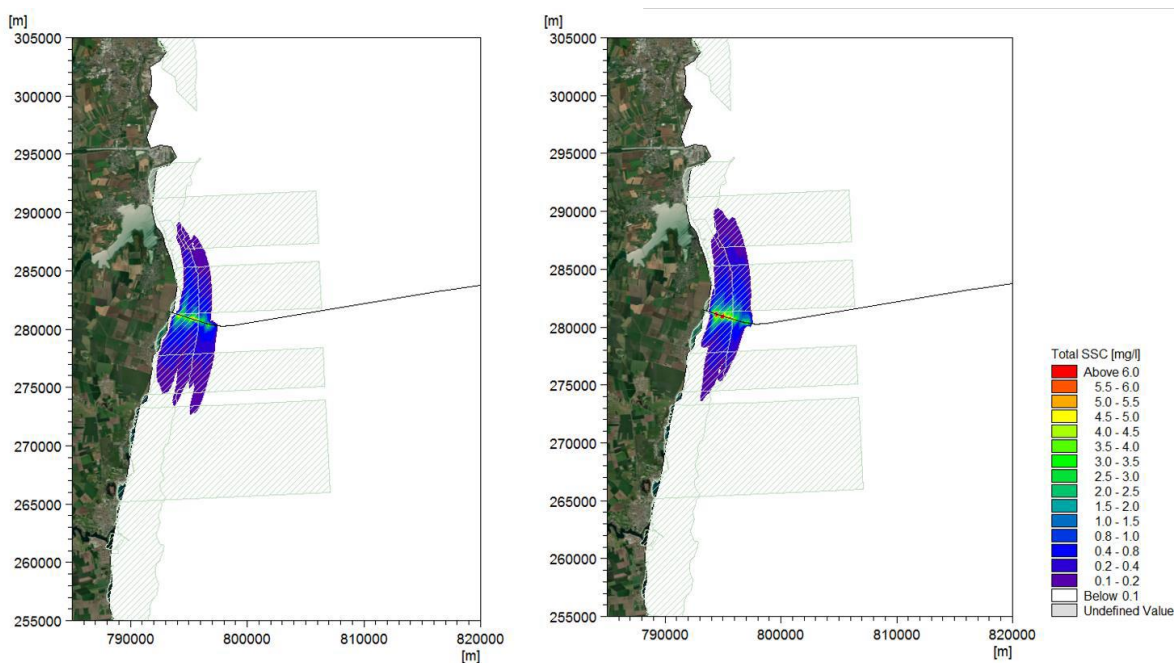 [m]
305000
300000
295000
290000
285000
280000
275000
270000
265000
260000
255000
790000
800000
810000
820000
[m]
[m]
305000
300000
295000
290000
285000
280000
275000
270000
265000
260000
255000
790000
800000
810000
820000
[m]
Total SSC [mg/l]
Above 6.0
5.5 - 6.0
5.0 - 5.5
4.5 - 5.0
4.0 - 4.5
3.5 - 4.0
3.0 - 3.5
2.5 - 3.0
2.0 - 2.5
1.5 - 2.0
1.0 - 1.5
0.8 - 1.0
0.4 - 0.8
0.2 - 0.4
0.1 - 0.2
Below 0.1
Undefined Value